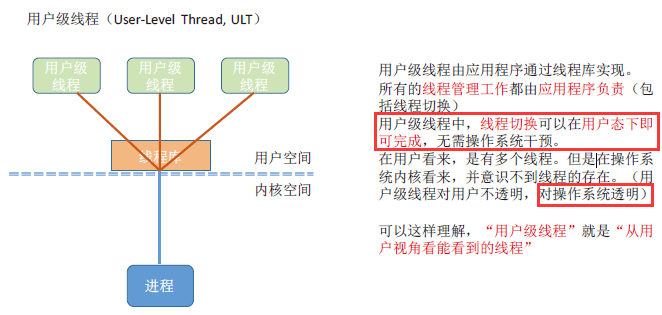 用户级线程（User-Level Thread, ULT）
用户级
线程
用户级
线程
用户级
线程
线程库
用户空间
内核空间
进程
用户级线程由应用程序通过线程库实现。
所有的线程管理工作都由应用程序负责（包
括线程切换）
用户级线程中，线程切换可以在用户态下即
可完成，无需操作系统干预。
在用户看来，是有多个线程。但是在操作系
统内核看来，并意识不到线程的存在。（用
户级线程对用户不透明，对操作系统透明）
可以这样理解，“用户级线程”就是“从用
户视角看能看到的线程”